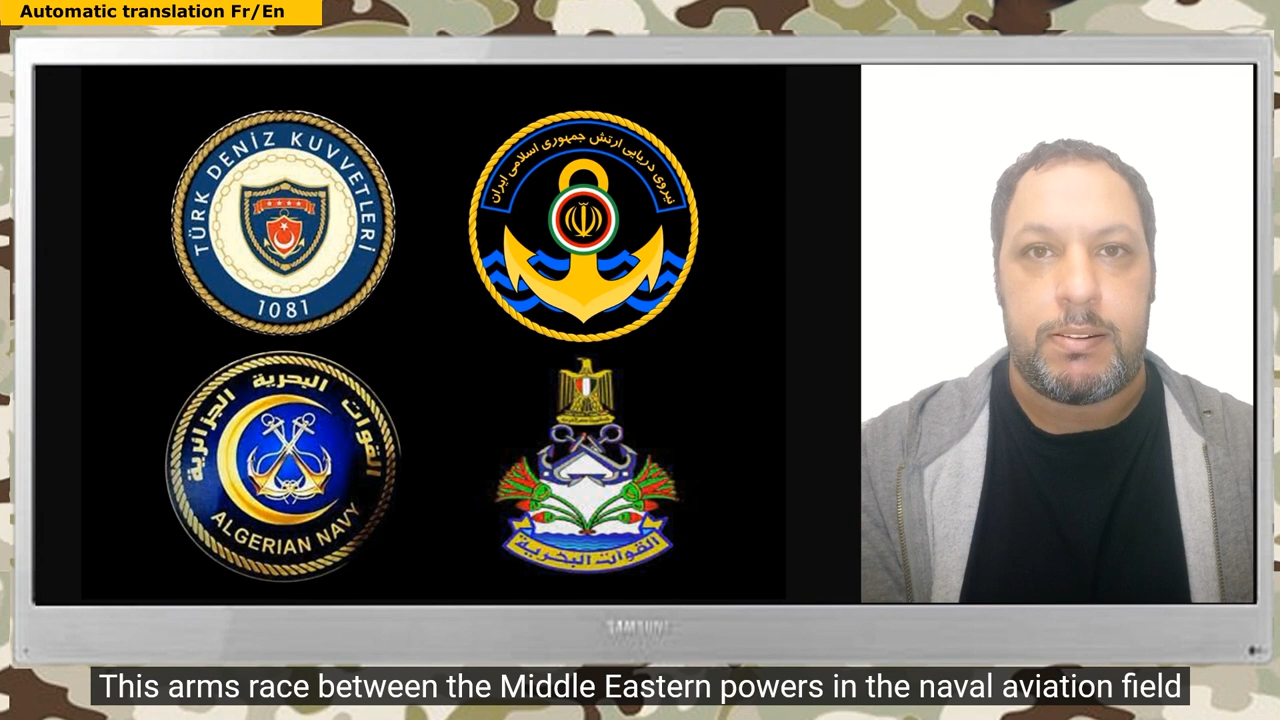 Automatic translation Fr/En
TÜRK DENİZ KUVVETLERİ
1081
نیروی دریایی ارتش جمهوری اسلامی ایران
القوات البحرية الجزائرية
ALGERIAN NAVY
القوات البحرية
SAMSUNG
This arms race between the Middle Eastern powers in the naval aviation field